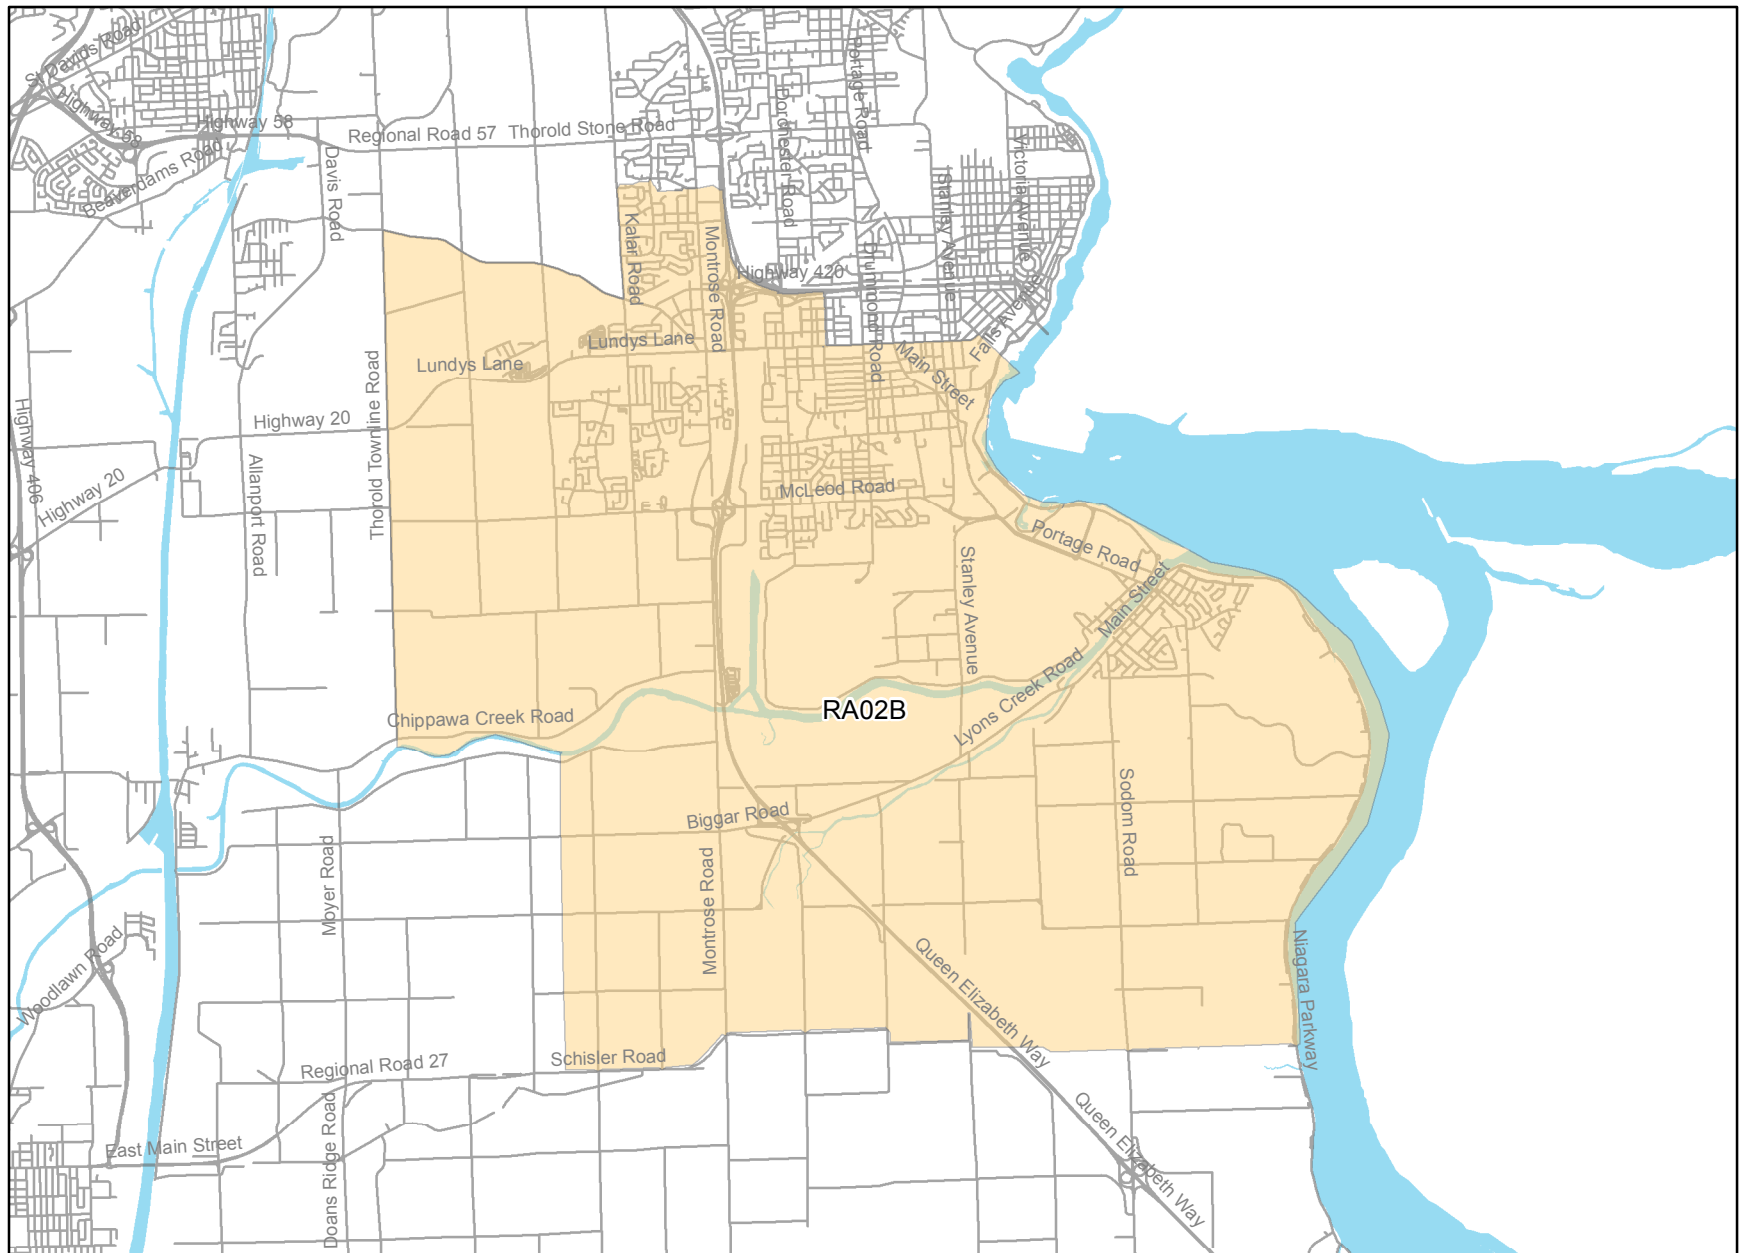 St Davids Road
Highway 58
Highway 58
Beaverdams Road
Davis Road
Regional Road 57
Thorold Stone Road
Dorchester Road
Portage Road
Stanley Avenue
Victoria Avenue
Kalar Road
Montrose Road
Highway 420
Drummond Road
Falls Avenue
Lundys Lane
Lundys Lane
Main Street
Thorold Townline Road
Highway 20
Highway 406
Highway 20
Allanport Road
McLeod Road
Portage Road
Stanley Avenue
Main Street
Lyons Creek Road
Chippawa Creek Road
RA02B
Biggar Road
Sodom Road
Moyer Road
Montrose Road
Woodlawn Road
Queen Elizabeth Way
Niagara Parkway
Regional Road 27
Schisler Road
East Main Street
Doans Ridge Road
Queen Elizabeth Way